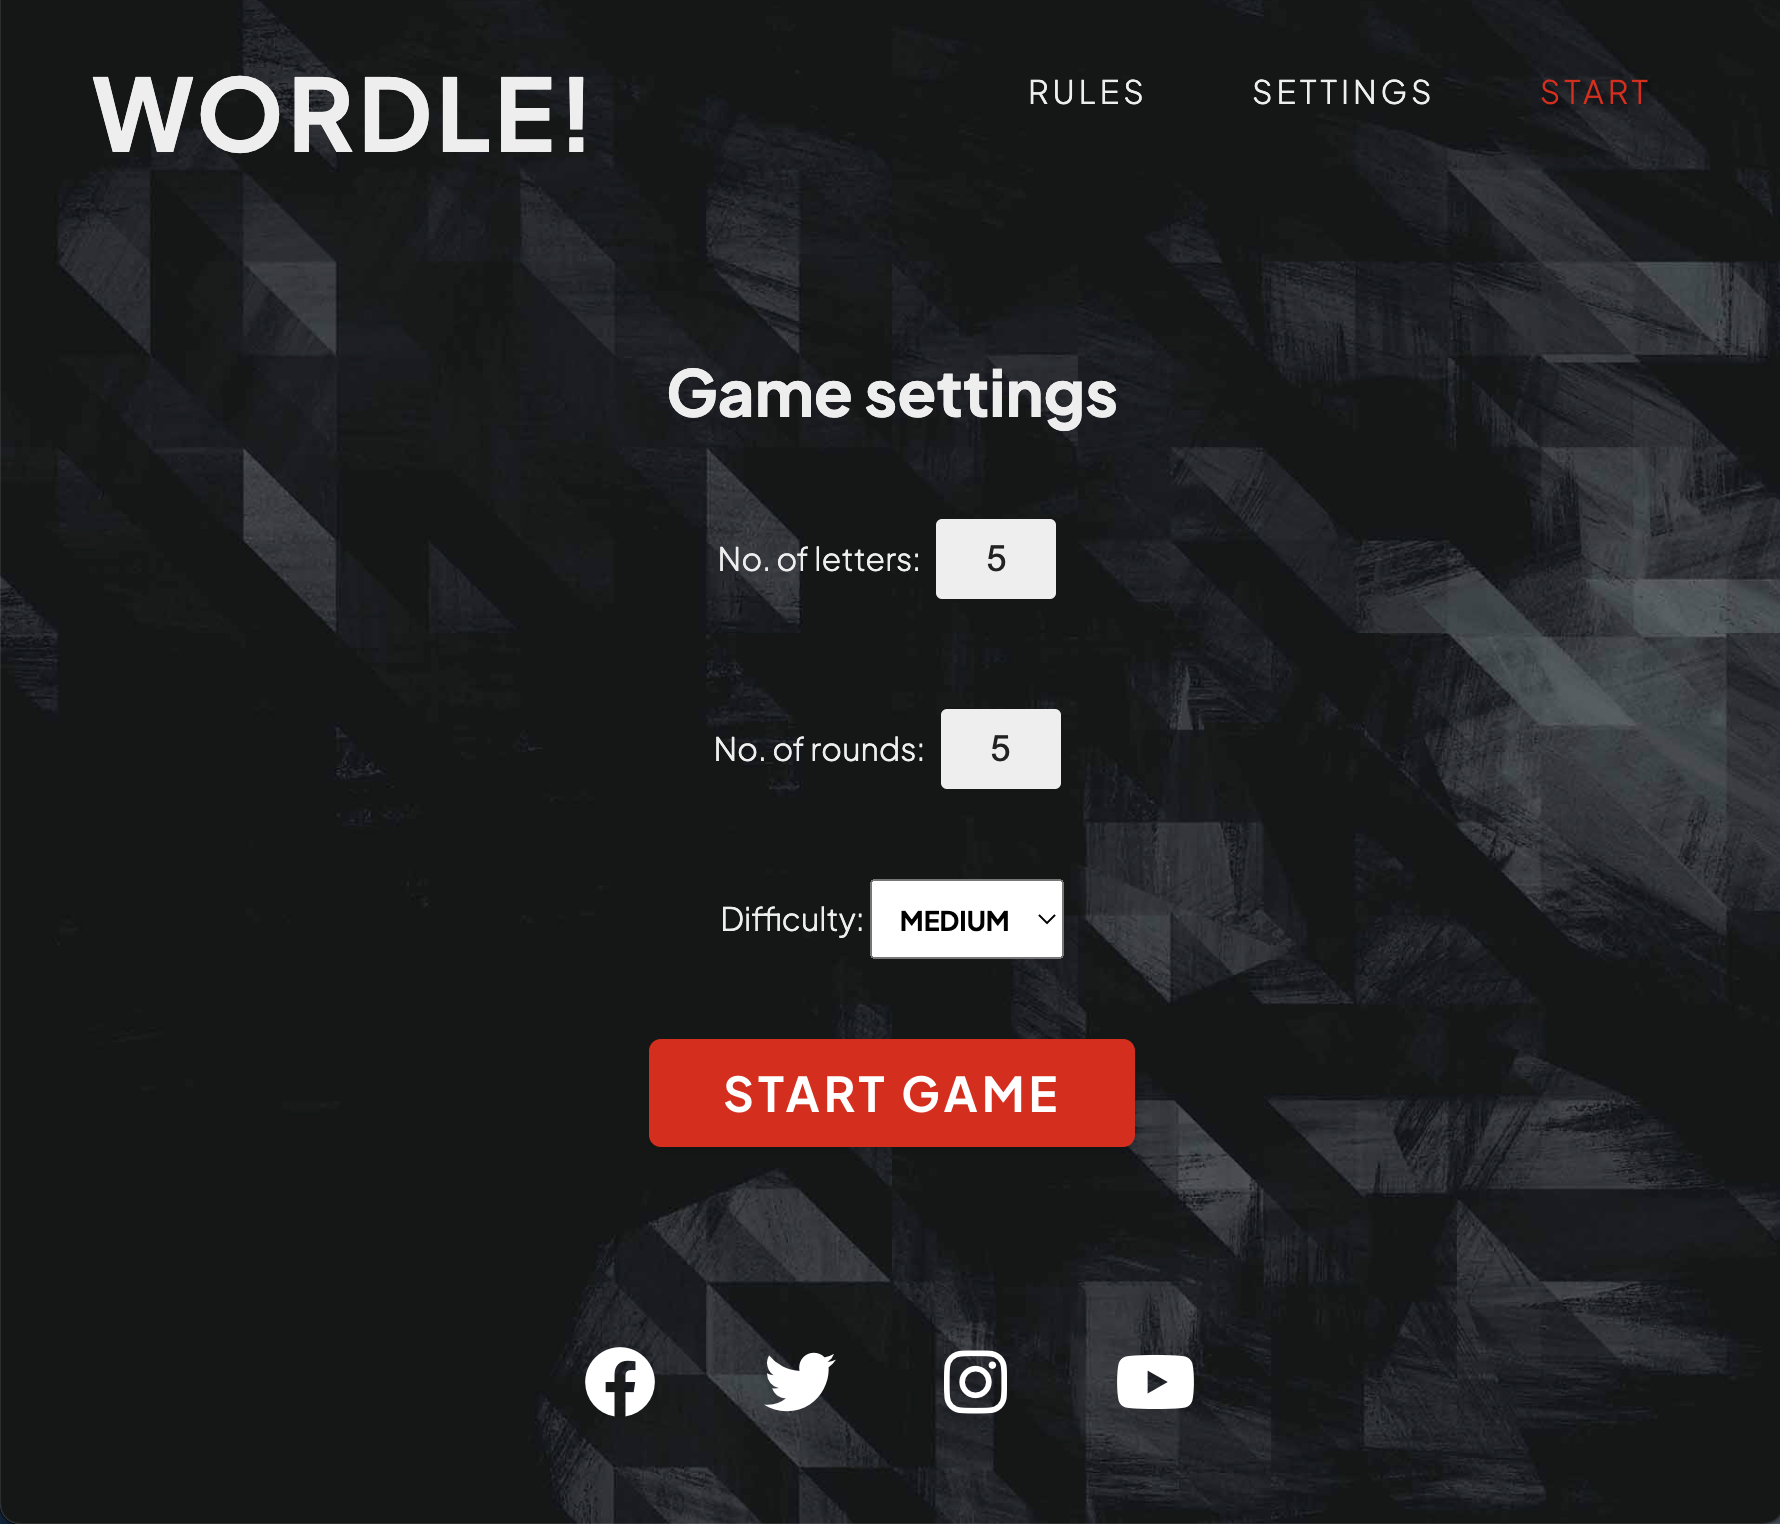 WORDLE!
RULES SETTINGS START
Game settings
No. of letters: 5
No. of rounds: 5
Difficulty: MEDIUM
START GAME